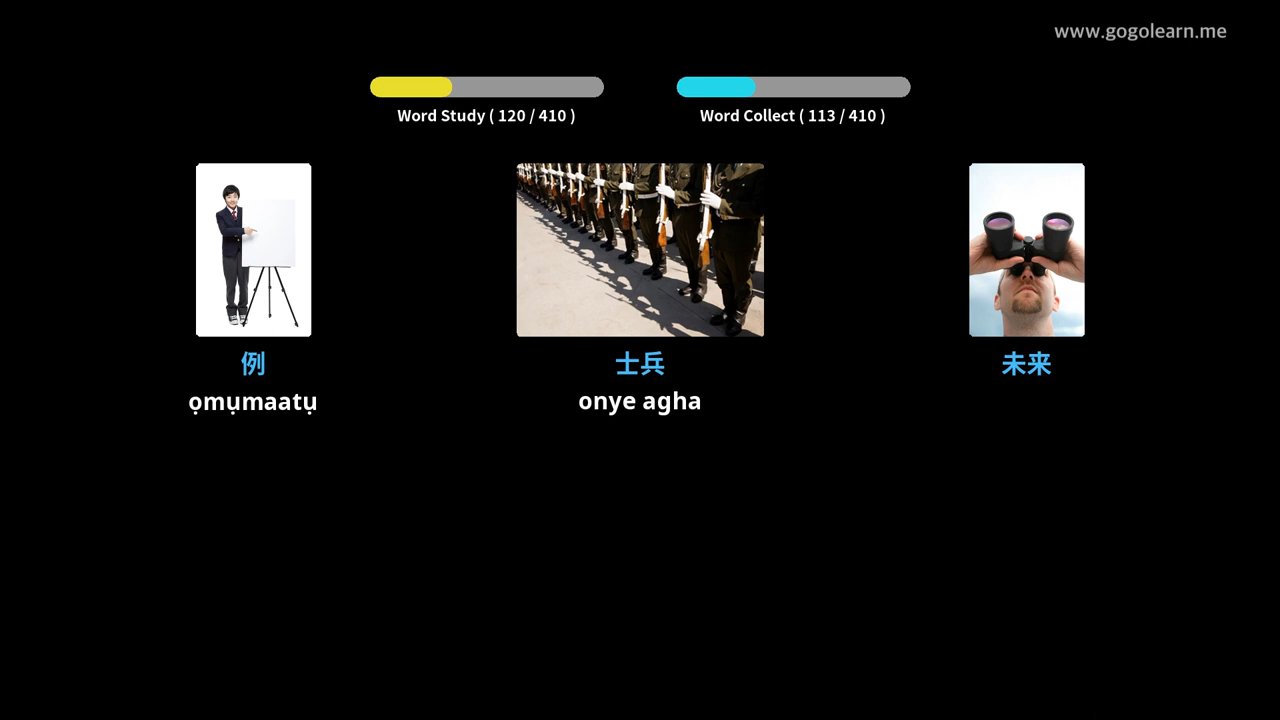 www.gogolearn.me
Word Study ( 120 / 410 )
Word Collect ( 113 / 410 )
例
ọmụmaatụ
士兵
onye agha
未来